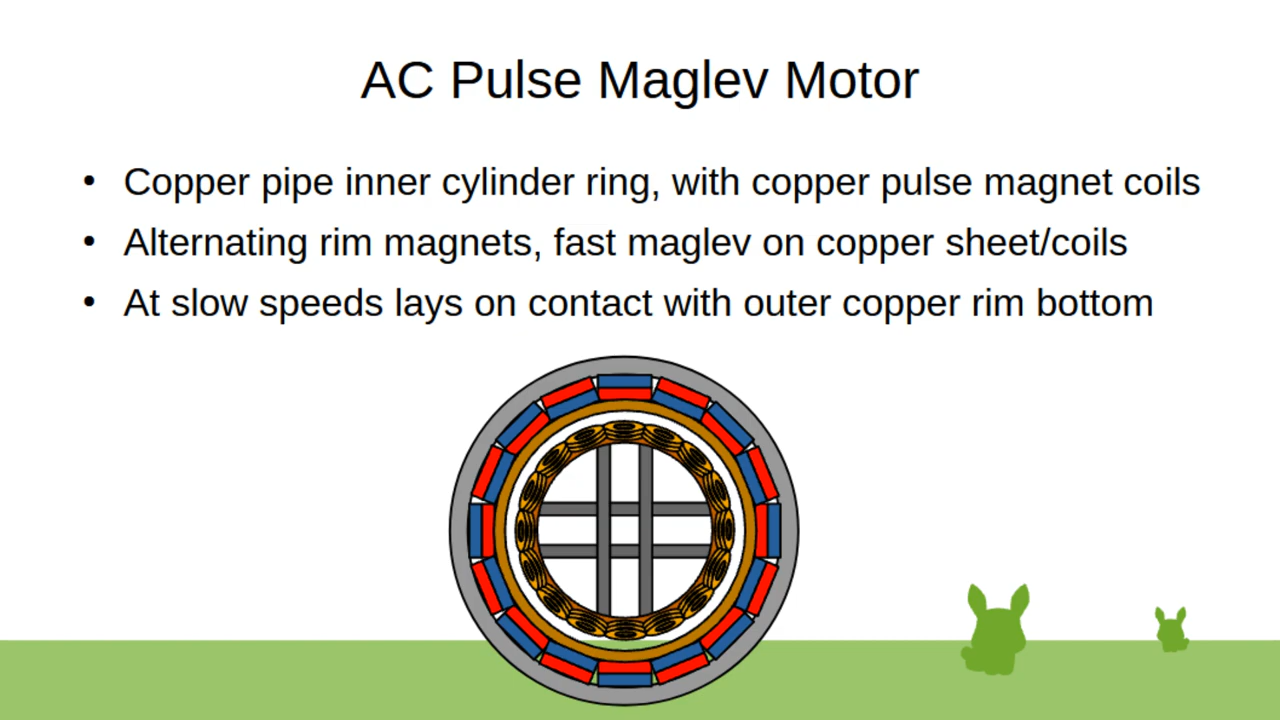 AC Pulse Maglev Motor
• Copper pipe inner cylinder ring, with copper pulse magnet coils
• Alternating rim magnets, fast maglev on copper sheet/coils
• At slow speeds lays on contact with outer copper rim bottom